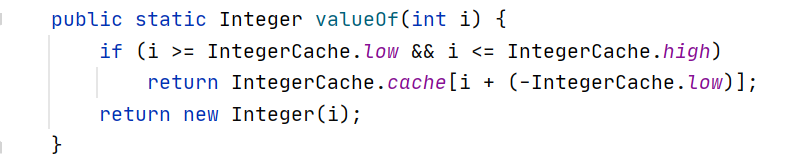 public static Integer valueOf(int i) {
    if (i >= IntegerCache.low && i <= IntegerCache.high)
        return IntegerCache.cache[i + (-IntegerCache.low)];
    return new Integer(i);
}